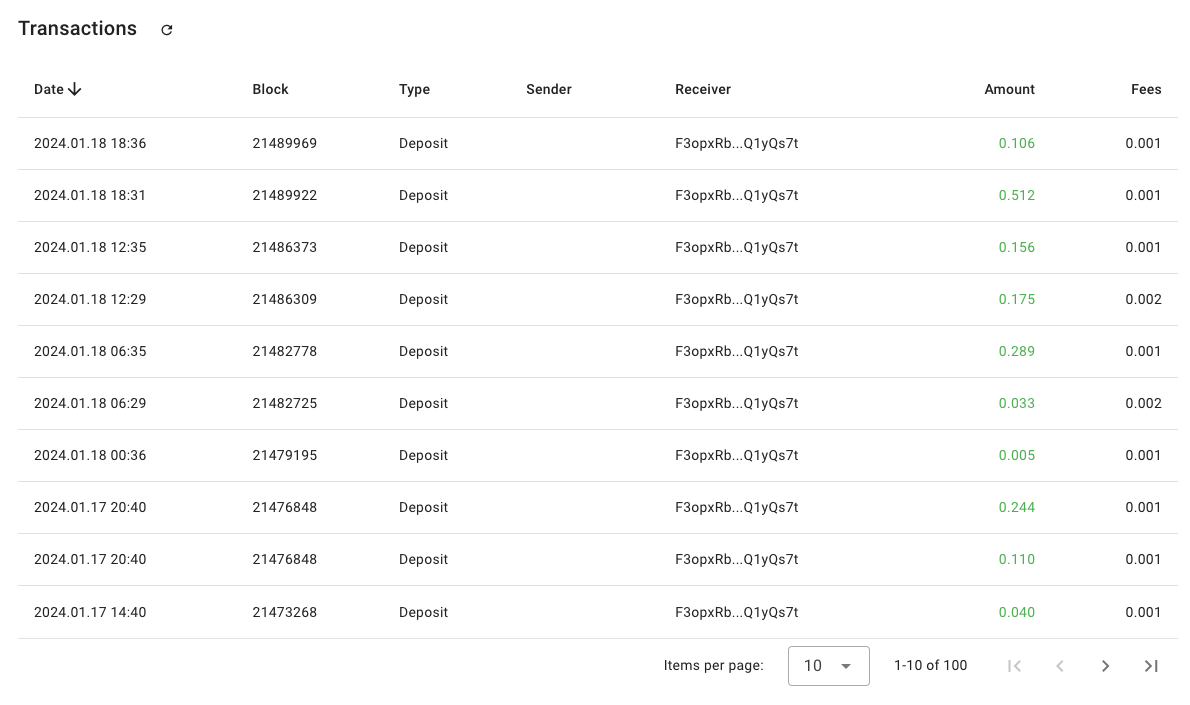 Transactions
Date Block Type Sender Receiver Amount Fees
2024.01.18 18:36 21489969 Deposit F3opxRb...Q1yQs7t 0.106 0.001
2024.01.18 18:31 21489922 Deposit F3opxRb...Q1yQs7t 0.512 0.001
2024.01.18 12:35 21486373 Deposit F3opxRb...Q1yQs7t 0.156 0.001
2024.01.18 12:29 21486309 Deposit F3opxRb...Q1yQs7t 0.175 0.002
2024.01.18 06:35 21482778 Deposit F3opxRb...Q1yQs7t 0.289 0.001
2024.01.18 06:29 21482725 Deposit F3opxRb...Q1yQs7t 0.033 0.002
2024.01.18 00:36 21479195 Deposit F3opxRb...Q1yQs7t 0.005 0.001
2024.01.17 20:40 21476848 Deposit F3opxRb...Q1yQs7t 0.244 0.001
2024.01.17 20:40 21476848 Deposit F3opxRb...Q1yQs7t 0.110 0.001
2024.01.17 14:40 21473268 Deposit F3opxRb...Q1yQs7t 0.040 0.001
Items per page: 10 1-10 of 100